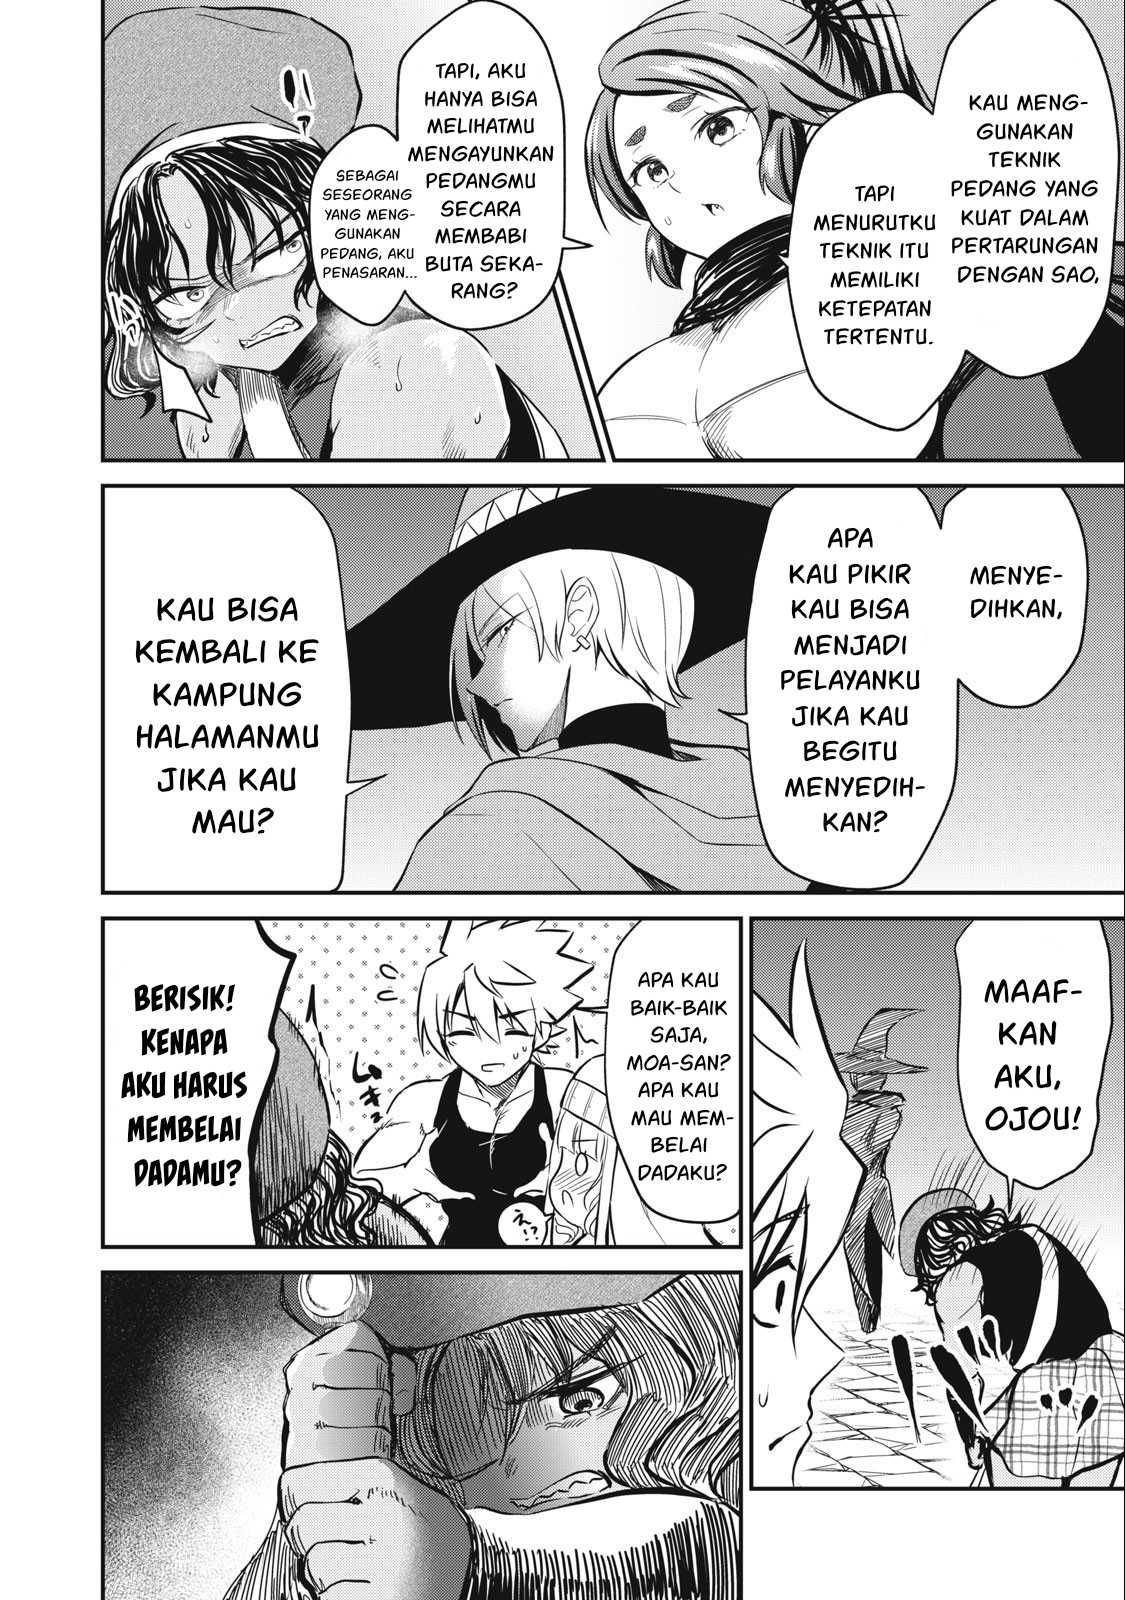 KAU MENG-
GUNAKAN
TEKNIK
PEDANG YANG
KUAT DALAM
PERTARUNGAN
DENGAN SAO,
TAPI
MENURUTKU
TEKNIK ITU
MEMILIKI
KETEPATAN
TERTENTU.
TAPI, AKU
HANYA BISA
MELIHATMU
MENGAYUNKAN
PEDANGMU
SECARA
MEMBABI
BUTA SEKA-
RANG?
SEBAGAI
SESEORANG
YANG MENG-
GUNAKAN
PEDANG, AKU
PENASARAN...
MENYE-
DIHKAN,
APA
KAU PIKIR
KAU BISA
MENJADI
PELAYANKU
JIKA KAU
BEGITU
MENYEDIH-
KAN?
KAU BISA
KEMBALI KE
KAMPUNG
HALAMANMU
JIKA KAU
MAU?
MAAF-
KAN
AKU,
OJOU!
APA KAU
BAIK-BAIK
SAJA,
MOA-SAN?
APA KAU
MAU MEM-
BELAI
DADAKU?
ムキュ
え…!?
BERISIK!
KENAPA
AKU HARUS
MEMBELAI
DADAMU?